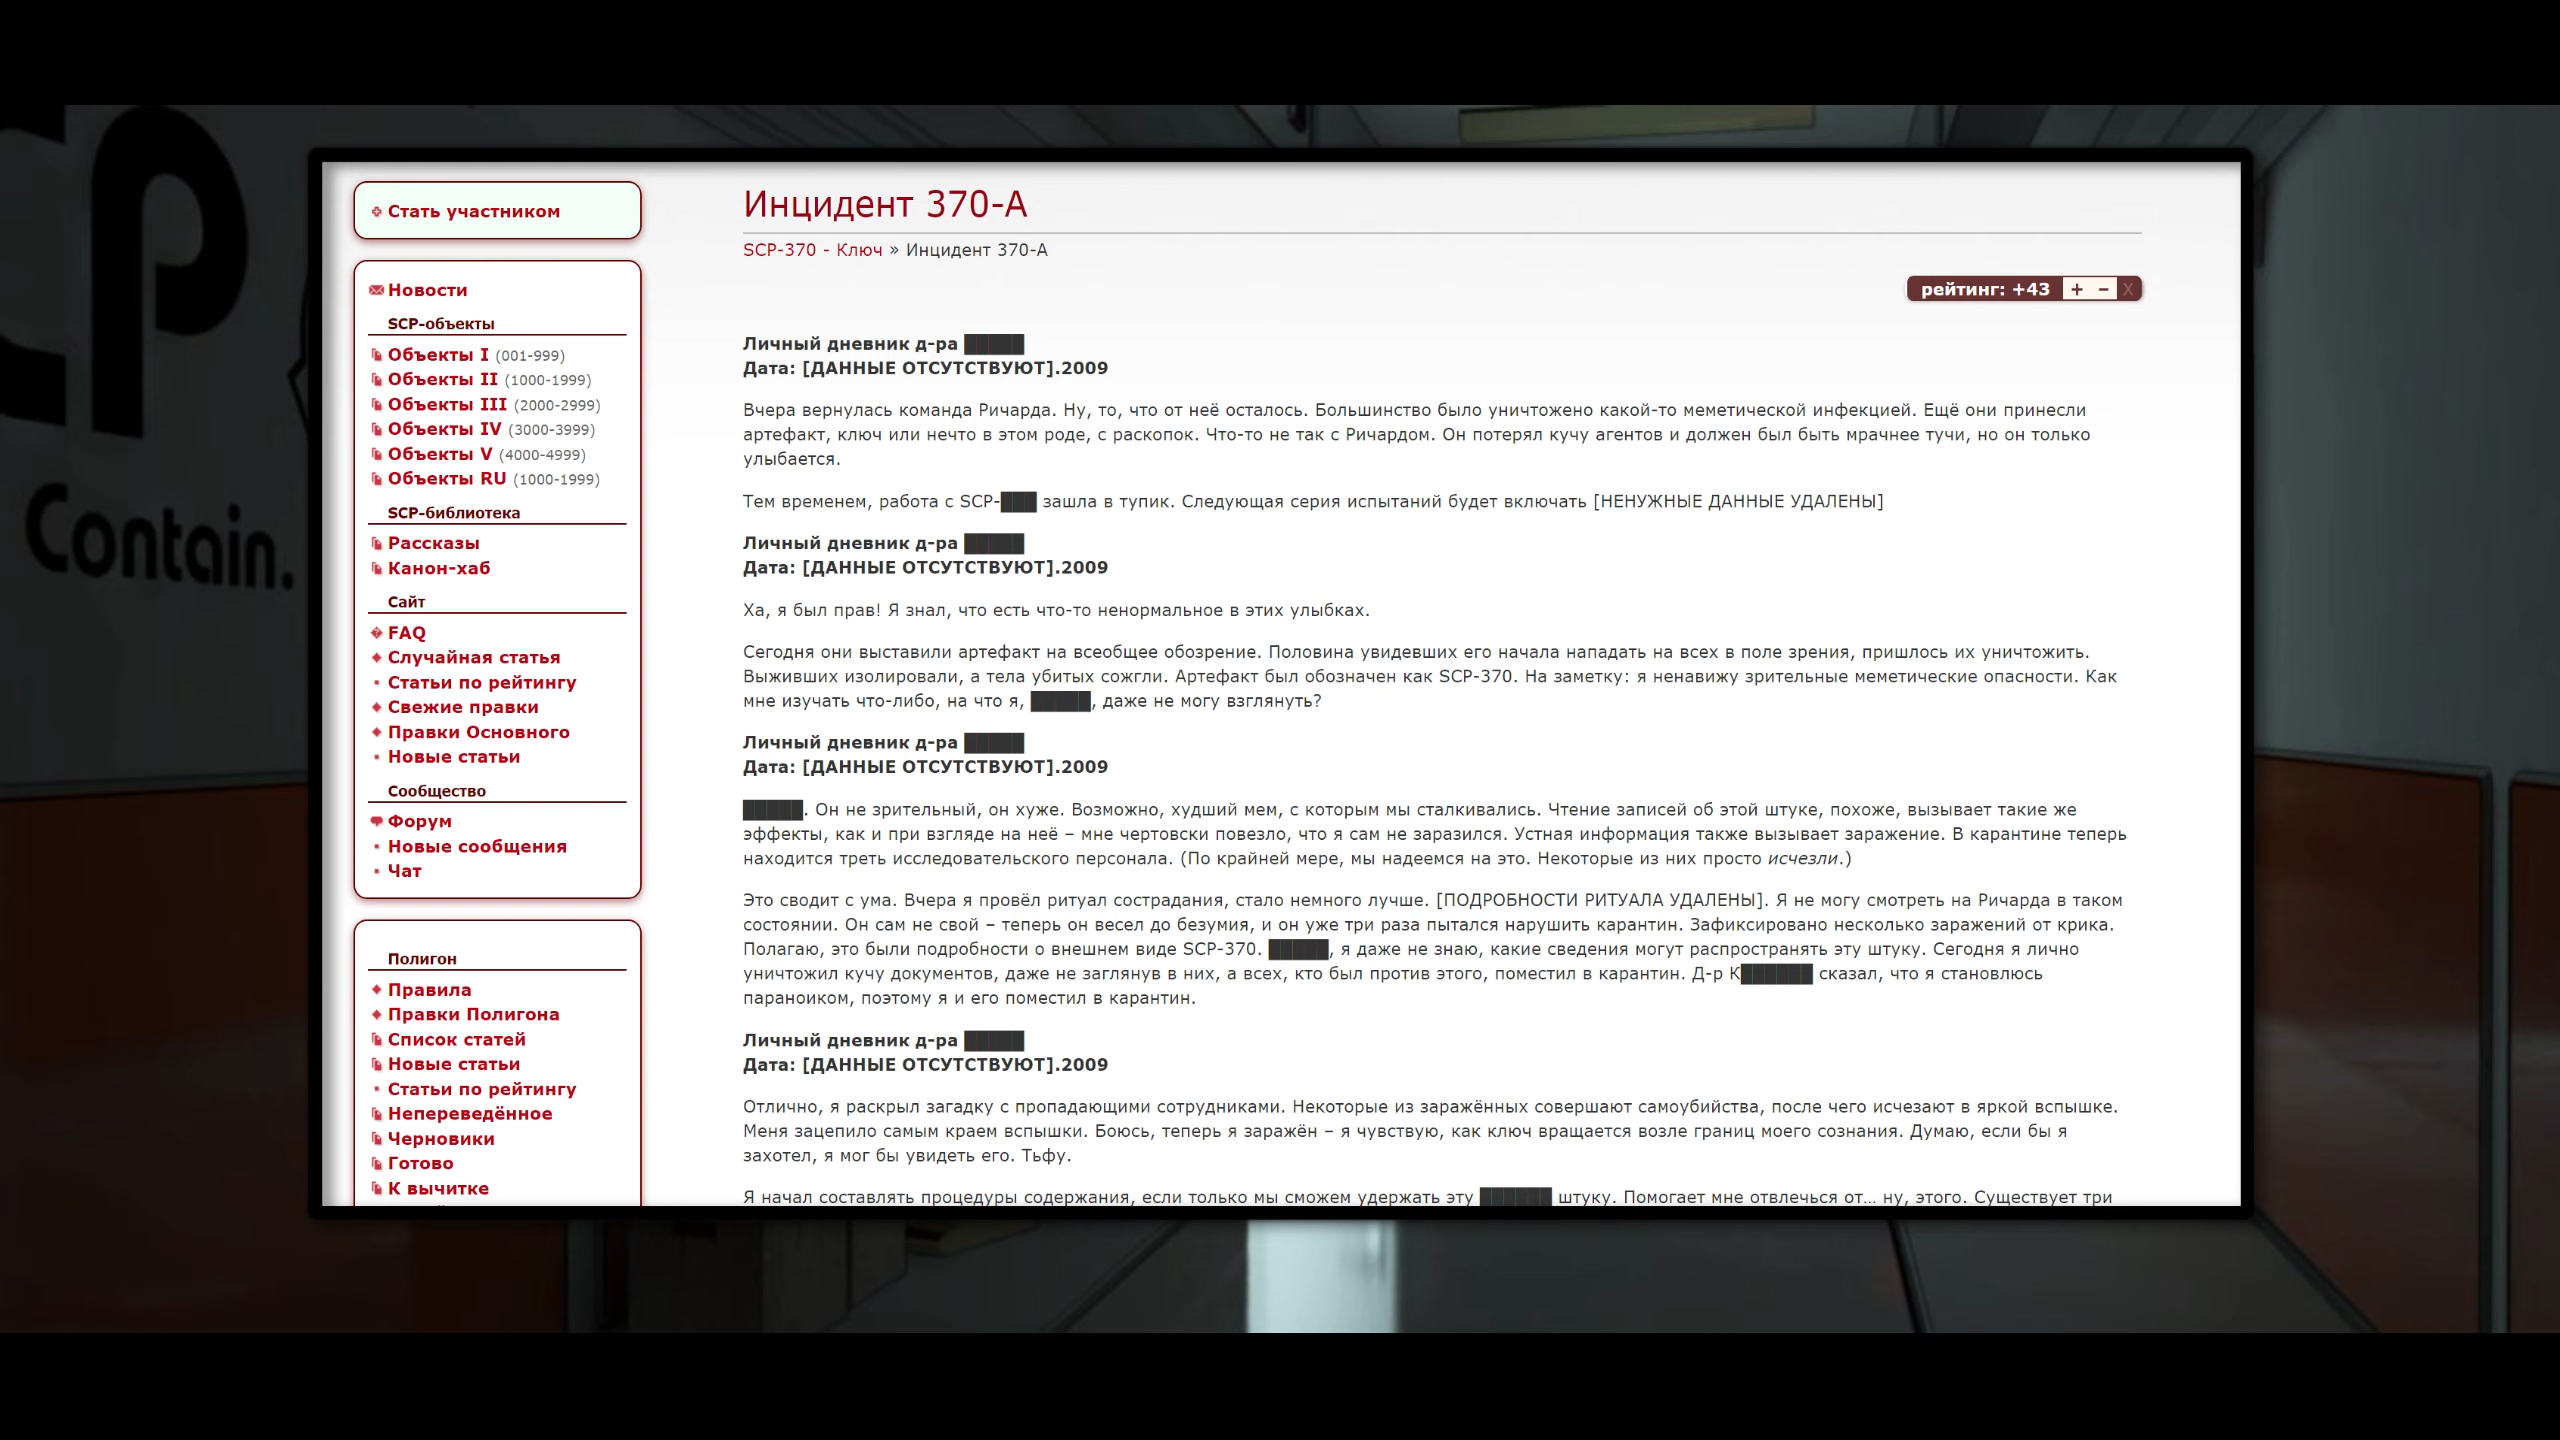 CP
Contain.
Стать участником
Новости
SCP-объекты
Объекты I (001-999)
Объекты II (1000-1999)
Объекты III (2000-2999)
Объекты IV (3000-3999)
Объекты V (4000-4999)
Объекты RU (1000-1999)
SCP-библиотека
Рассказы
Канон-хаб
Сайт
FAQ
Случайная статья
Статьи по рейтингу
Свежие правки
Правки Основного
Новые статьи
Сообщество
Форум
Новые сообщения
Чат
Полигон
Правила
Правки Полигона
Список статей
Новые статьи
Статьи по рейтингу
Непереведённое
Черновики
Готово
К вычитке
Инцидент 370-А
SCP-370 - Ключ » Инцидент 370-А
рейтинг: +43 + − X
Личный дневник д-ра █████
Дата: [ДАННЫЕ ОТСУТСТВУЮТ].2009
Вчера вернулась команда Ричарда. Ну, то, что от неё осталось. Большинство было уничтожено какой-то меметической инфекцией. Ещё они принесли
артефакт, ключ или нечто в этом роде, с раскопок. Что-то не так с Ричардом. Он потерял кучу агентов и должен был быть мрачнее тучи, но он только
улыбается.
Тем временем, работа с SCP-███ зашла в тупик. Следующая серия испытаний будет включать [НЕНУЖНЫЕ ДАННЫЕ УДАЛЕНЫ]
Личный дневник д-ра █████
Дата: [ДАННЫЕ ОТСУТСТВУЮТ].2009
Ха, я был прав! Я знал, что есть что-то ненормальное в этих улыбках.
Сегодня они выставили артефакт на всеобщее обозрение. Половина увидевших его начала нападать на всех в поле зрения, пришлось их уничтожить.
Выживших изолировали, а тела убитых сожгли. Артефакт был обозначен как SCP-370. На заметку: я ненавижу зрительные меметические опасности. Как
мне изучать что-либо, на что я, █████, даже не могу взглянуть?
Личный дневник д-ра █████
Дата: [ДАННЫЕ ОТСУТСТВУЮТ].2009
█████. Он не зрительный, он хуже. Возможно, худший мем, с которым мы сталкивались. Чтение записей об этой штуке, похоже, вызывает такие же
эффекты, как и при взгляде на неё – мне чертовски повезло, что я сам не заразился. Устная информация также вызывает заражение. В карантине теперь
находится треть исследовательского персонала. (По крайней мере, мы надеемся на это. Некоторые из них просто исчезли.)
Это сводит с ума. Вчера я провёл ритуал сострадания, стало немного лучше. [ПОДРОБНОСТИ РИТУАЛА УДАЛЕНЫ]. Я не могу смотреть на Ричарда в таком
состоянии. Он сам не свой – теперь он весел до безумия, и он уже три раза пытался нарушить карантин. Зафиксировано несколько заражений от крика.
Полагаю, это были подробности о внешнем виде SCP-370. █████, я даже не знаю, какие сведения могут распространять эту штуку. Сегодня я лично
уничтожил кучу документов, даже не заглянув в них, а всех, кто был против этого, поместил в карантин. Д-р К██████ сказал, что я становлюсь
параноиком, поэтому я и его поместил в карантин.
Личный дневник д-ра █████
Дата: [ДАННЫЕ ОТСУТСТВУЮТ].2009
Отлично, я раскрыл загадку с пропадающими сотрудниками. Некоторые из заражённых совершают самоубийства, после чего исчезают в яркой вспышке.
Меня зацепило самым краем вспышки. Боюсь, теперь я заражён – я чувствую, как ключ вращается возле границ моего сознания. Думаю, если бы я
захотел, я мог бы увидеть его. Тьфу.
Я начал составлять процедуры содержания, если только мы сможем удержать эту ██████ штуку. Помогает мне отвлечься от... ну, этого. Существует три